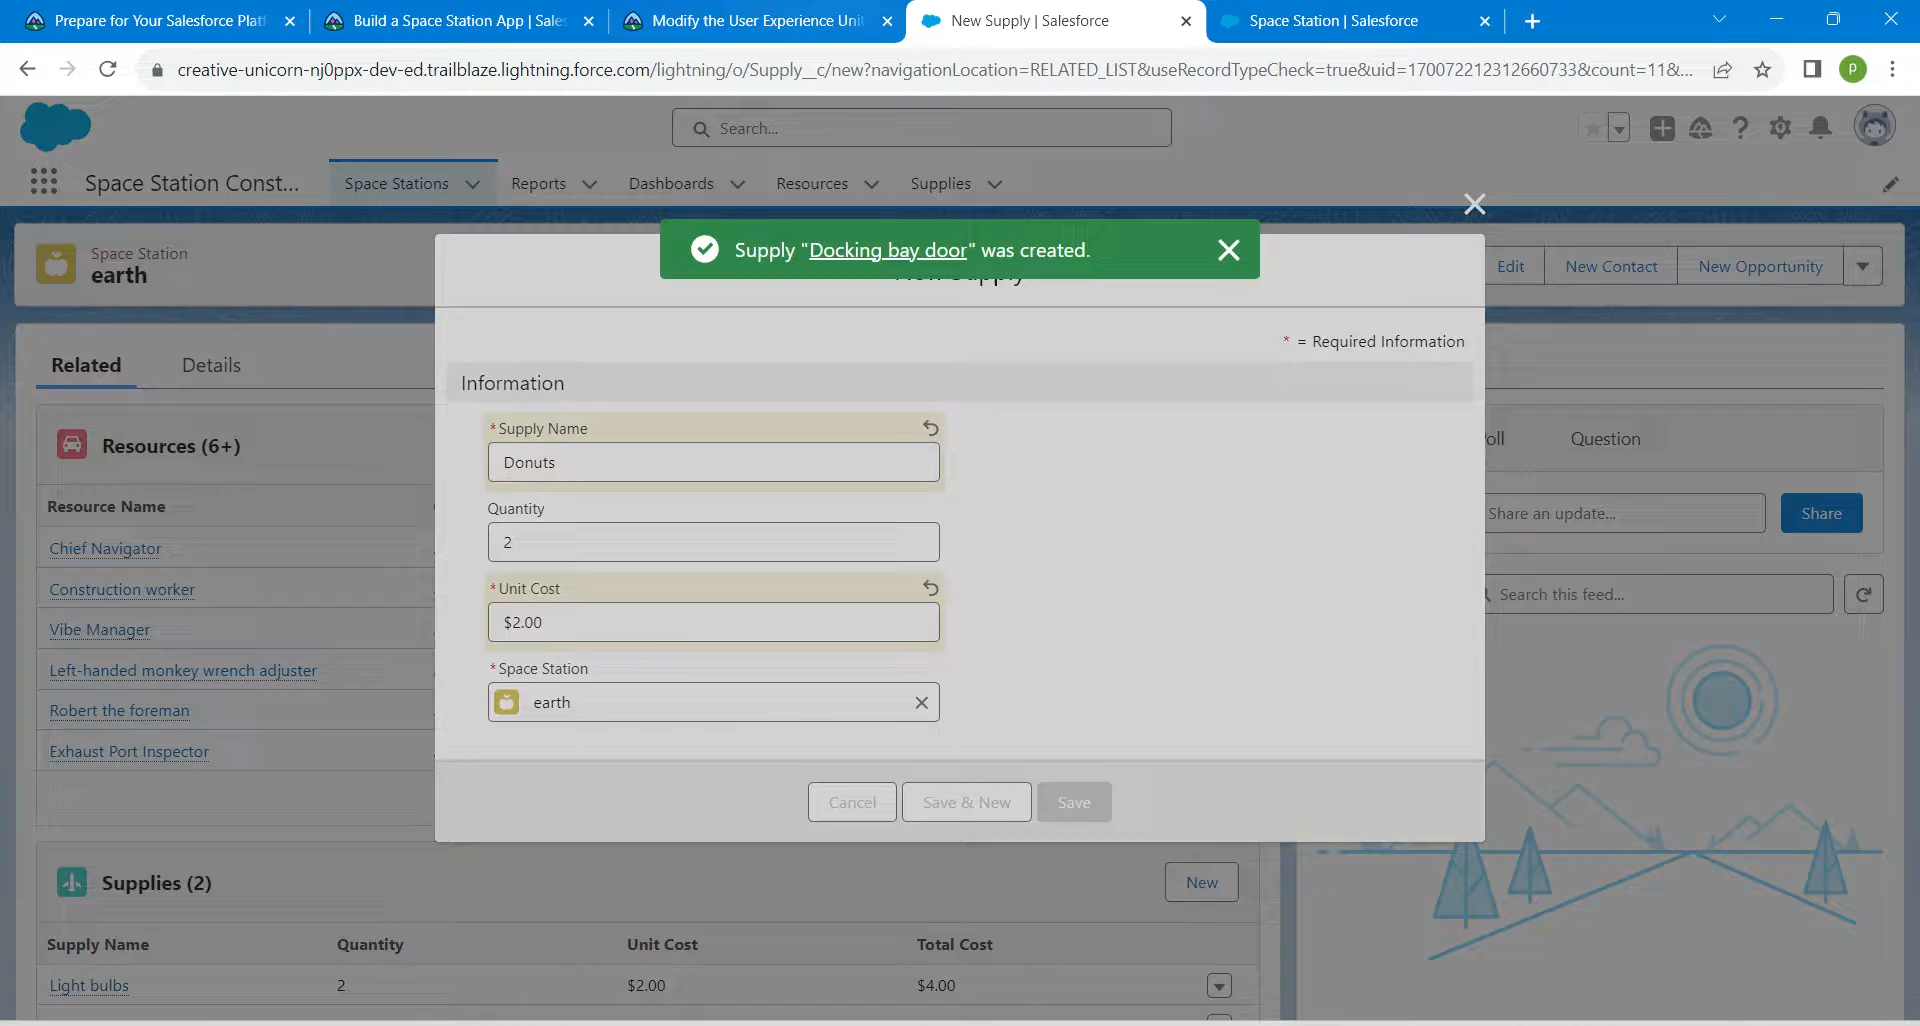 Prepare for Your Salesforce Platf
Build a Space Station App | Sales
Modify the User Experience Unit
New Supply | Salesforce
Space Station | Salesforce
creative-unicorn-nj0ppx-dev-ed.trailblaze.lightning.force.com/lightning/o/Supply__c/new?navigationLocation=RELATED_LIST&useRecordTypeCheck=true&uid=170072212312660733&count=11&...
P
Search...
Space Station Const...
Space Stations
Reports
Dashboards
Resources
Supplies
Supply "Docking bay door" was created.
New Supply
Space Station
earth
Edit
New Contact
New Opportunity
* = Required Information
Related
Details
Information
Resources (6+)
*Supply Name
Donuts
oll
Question
Resource Name
Quantity
2
Share an update...
Share
Chief Navigator
Construction worker
*Unit Cost
$2.00
Search this feed...
Vibe Manager
Left-handed monkey wrench adjuster
*Space Station
earth
Robert the foreman
Exhaust Port Inspector
Cancel
Save & New
Save
Supplies (2)
New
Supply Name
Quantity
Unit Cost
Total Cost
Light bulbs
2
$2.00
$4.00